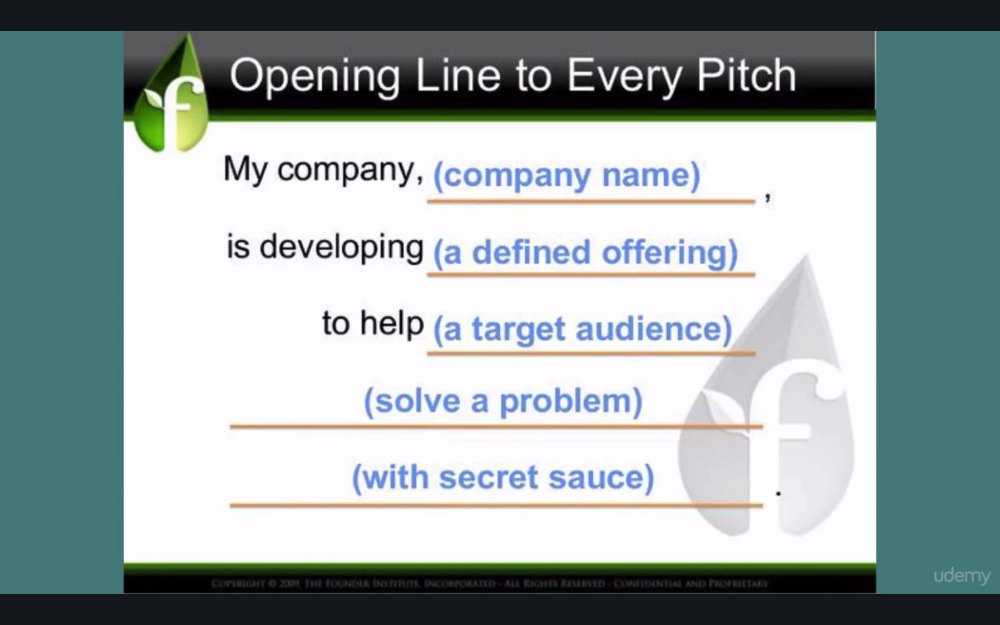 Opening Line to Every Pitch
f
My company, (company name) ,
is developing (a defined offering)
to help (a target audience)
(solve a problem)
(with secret sauce) .
f
COPYRIGHT © 2009, THE FOUNDER INSTITUTE, INCORPORATED - ALL RIGHTS RESERVED - CONFIDENTIAL AND PROPRIETARY
udemy